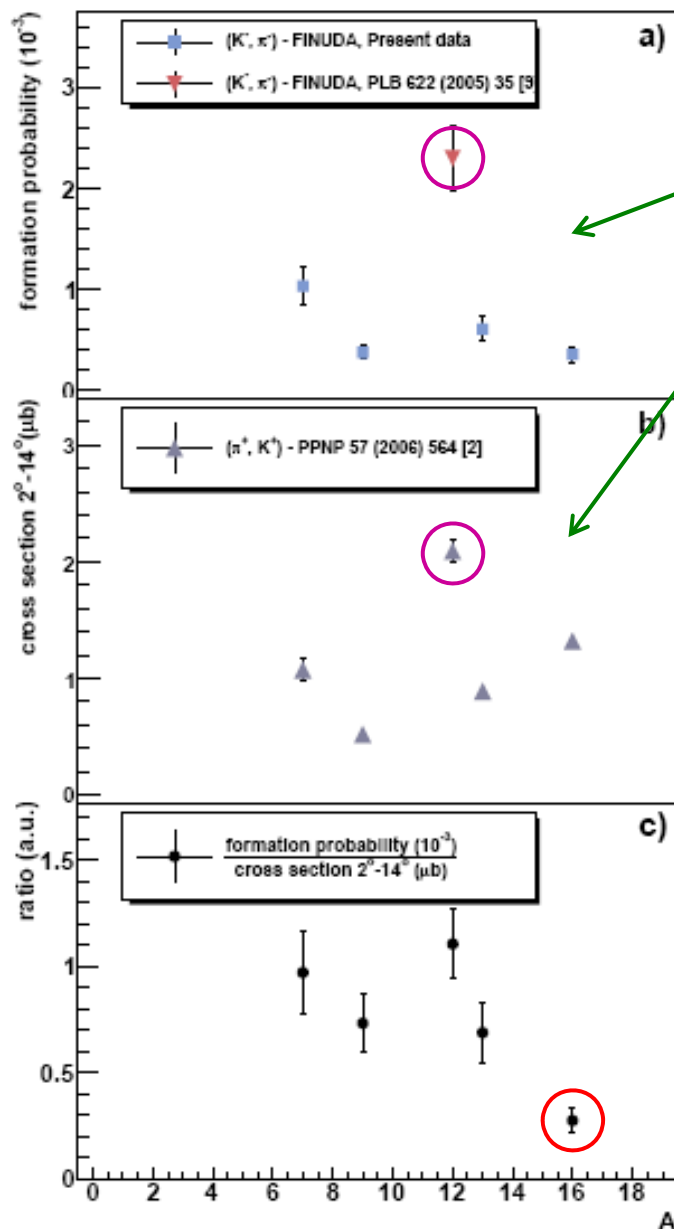 a)
(K⁻, π⁻) - FINUDA, Present data
(K⁻, π⁻) - FINUDA, PLB 622 (2005) 35 [9]
formation probability (10⁻³)
3
2
1
0
b)
(π⁺, K⁺) - PPNP 57 (2006) 564 [2]
cross section 2°-14°(μb)
3
2
1
0
c)
formation probability (10⁻³)
cross section 2°-14° (μb)
ratio (a.u.)
1.5
1
0.5
0
0 2 4 6 8 10 12 14 16 18
A